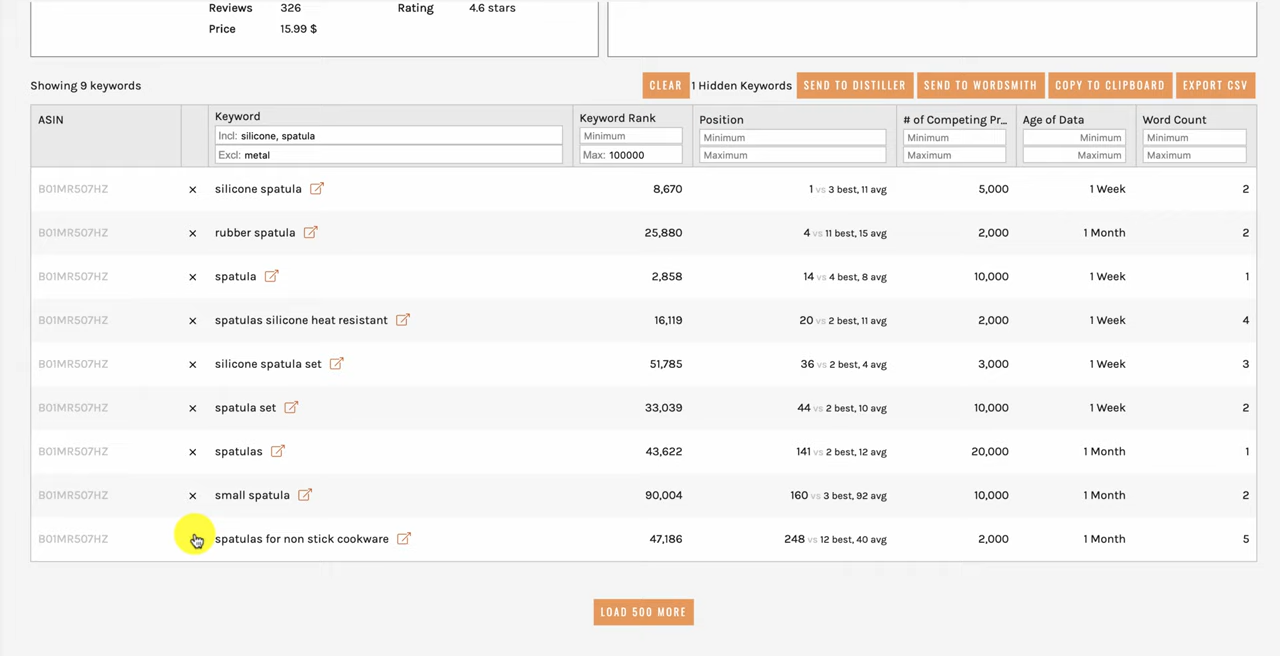 Reviews 326 Rating 4.6 stars
Price 15.99 $
Showing 9 keywords CLEAR 1 Hidden Keywords SEND TO DISTILLER SEND TO WORDSMITH COPY TO CLIPBOARD EXPORT CSV
ASIN Keyword Keyword Rank Position # of Competing Pr... Age of Data Word Count
Incl: silicone, spatula Minimum Minimum Minimum Minimum Minimum
Excl: metal Max: 100000 Maximum Maximum Maximum Maximum
B01MR507HZ × silicone spatula 8,670 1 vs 3 best, 11 avg 5,000 1 Week 2
B01MR507HZ × rubber spatula 25,880 4 vs 11 best, 15 avg 2,000 1 Month 2
B01MR507HZ × spatula 2,858 14 vs 4 best, 8 avg 10,000 1 Week 1
B01MR507HZ × spatulas silicone heat resistant 16,119 20 vs 2 best, 11 avg 2,000 1 Week 4
B01MR507HZ × silicone spatula set 51,785 36 vs 2 best, 4 avg 3,000 1 Week 3
B01MR507HZ × spatula set 33,039 44 vs 2 best, 10 avg 10,000 1 Week 2
B01MR507HZ × spatulas 43,622 141 vs 2 best, 12 avg 20,000 1 Month 1
B01MR507HZ × small spatula 90,004 160 vs 3 best, 92 avg 10,000 1 Month 2
B01MR507HZ spatulas for non stick cookware 47,186 248 vs 12 best, 40 avg 2,000 1 Month 5
LOAD 500 MORE